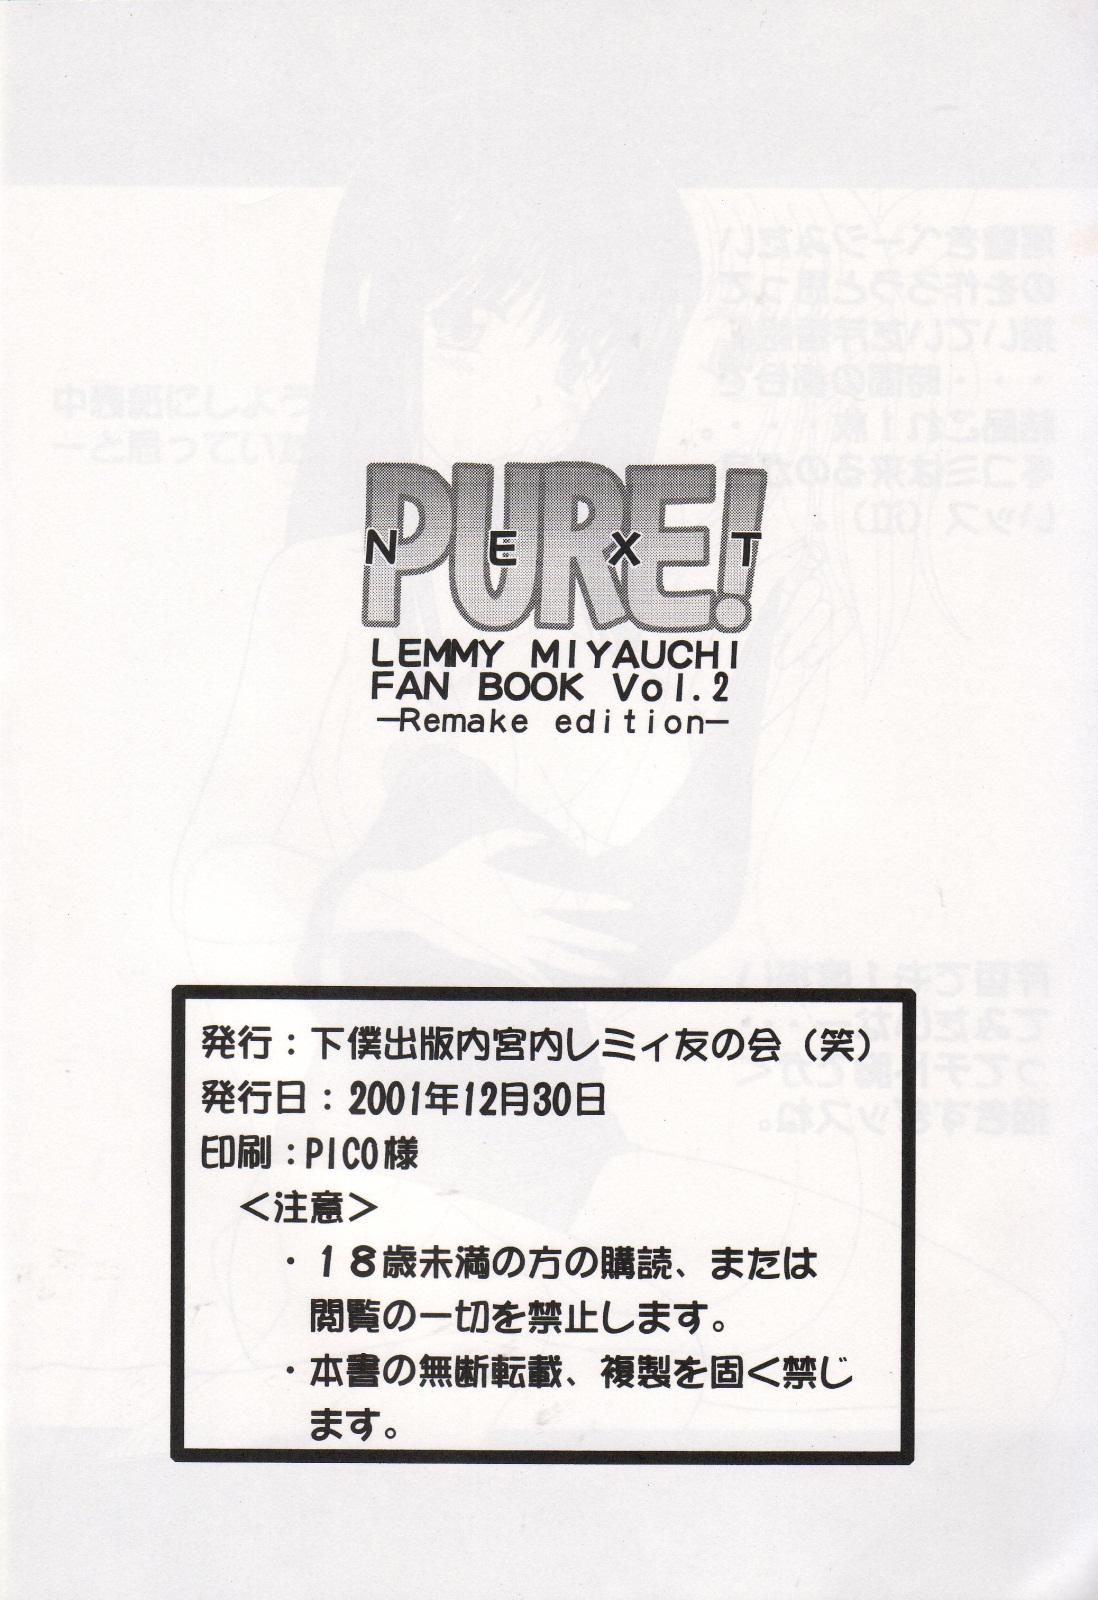 PURE!
NEXT
LEMMY MIYAUCHI
FAN BOOK Vol.2
―Remake edition―
発行：下僕出版内宮内レミィ友の会（笑）
発行日：2001年12月30日
印刷：PICO様
＜注意＞
・１８歳未満の方の購読、または
閲覧の一切を禁止します。
・本書の無断転載、複製を固く禁じ
ます。